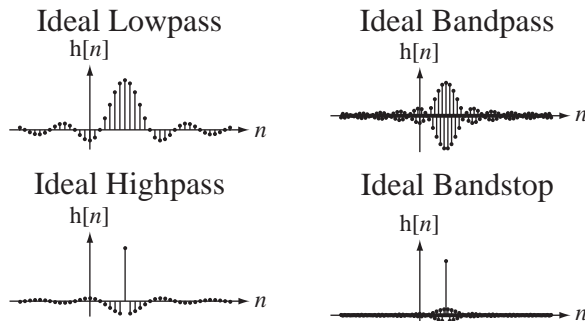 Ideal Lowpass
h[n]
n
Ideal Bandpass
h[n]
n
Ideal Highpass
h[n]
n
Ideal Bandstop
h[n]
n